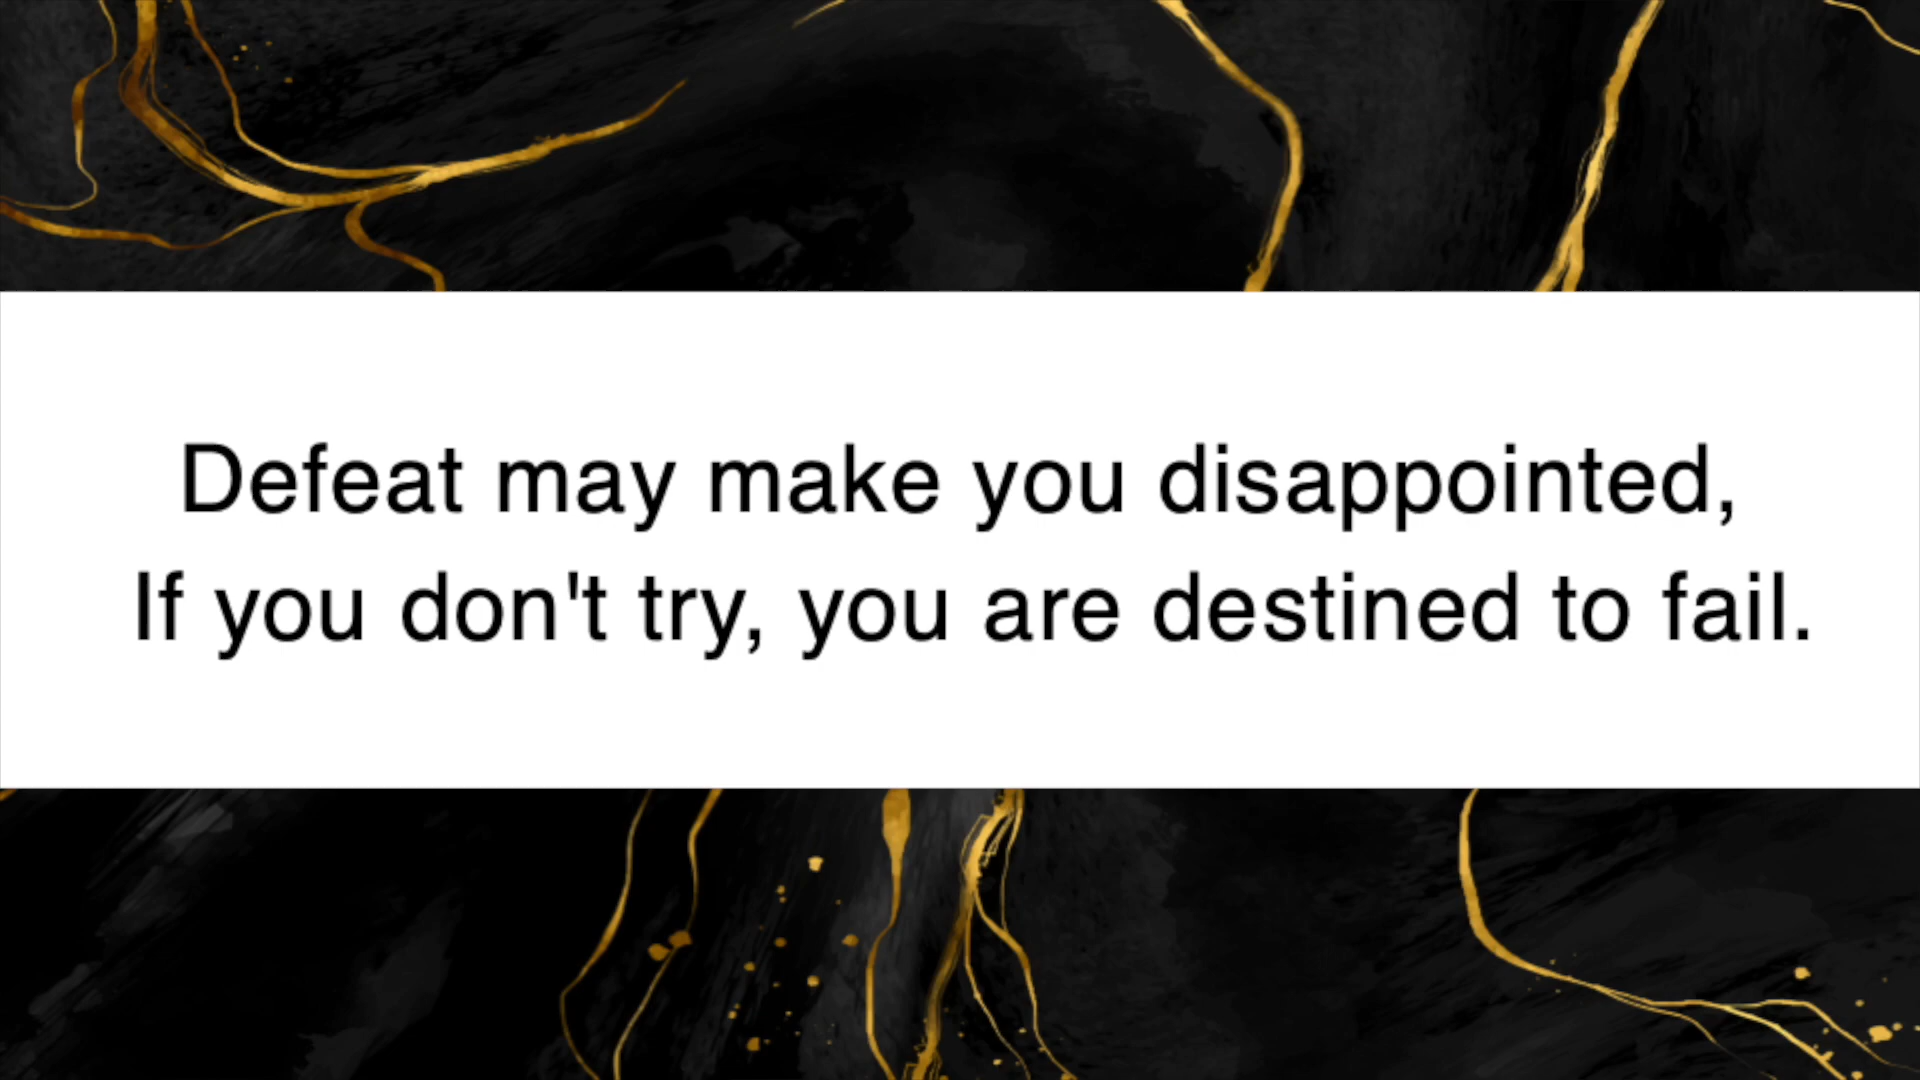 Defeat may make you disappointed,
If you don't try, you are destined to fail.